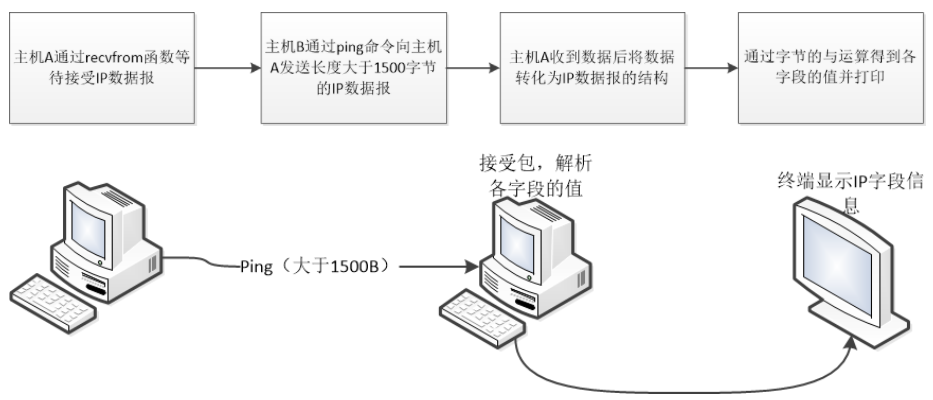 主机A通过recvfrom函数等
待接受IP数据报
主机B通过ping命令向主机
A发送长度大于1500字节
的IP数据报
主机A收到数据后将数据
转化为IP数据报的结构
通过字节的与运算得到各
字段的值并打印
接受包，解析
各字段的值
终端显示IP字段信
息
Ping（大于1500B）